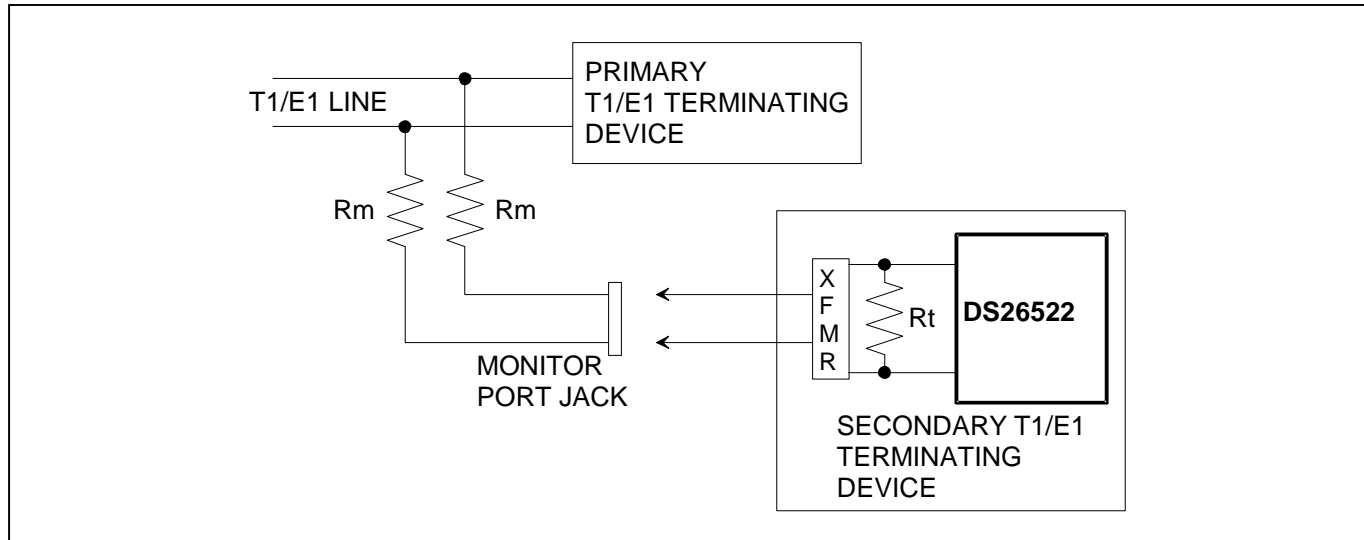 PRIMARY
T1/E1 TERMINATING
DEVICE
T1/E1 LINE
Rm
Rm
MONITOR
PORT JACK
X
F
M
R
Rt
DS26522
SECONDARY T1/E1
TERMINATING
DEVICE